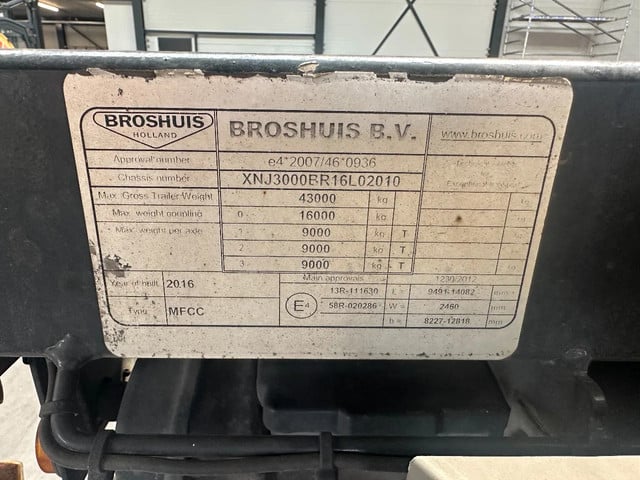 BROSHUIS
HOLLAND
BROSHUIS B.V.
www.broshuis.com
Approval number e4*2007/46*0936
Chassis number XNJ3000BR16L02010
Max. Gross Trailer Weight 43000 kg
Max. weight coupling 0 16000 kg
Max. weight per axle 1 9000 kg T
2 9000 kg T
3 9000 kg T
Year of built 2016
Type MFCC
Main approvals 1230/2012
E4
13R-111630 L = 9491-14082 mm
58R-020286 W = 2460 mm
b = 8227-12818 mm